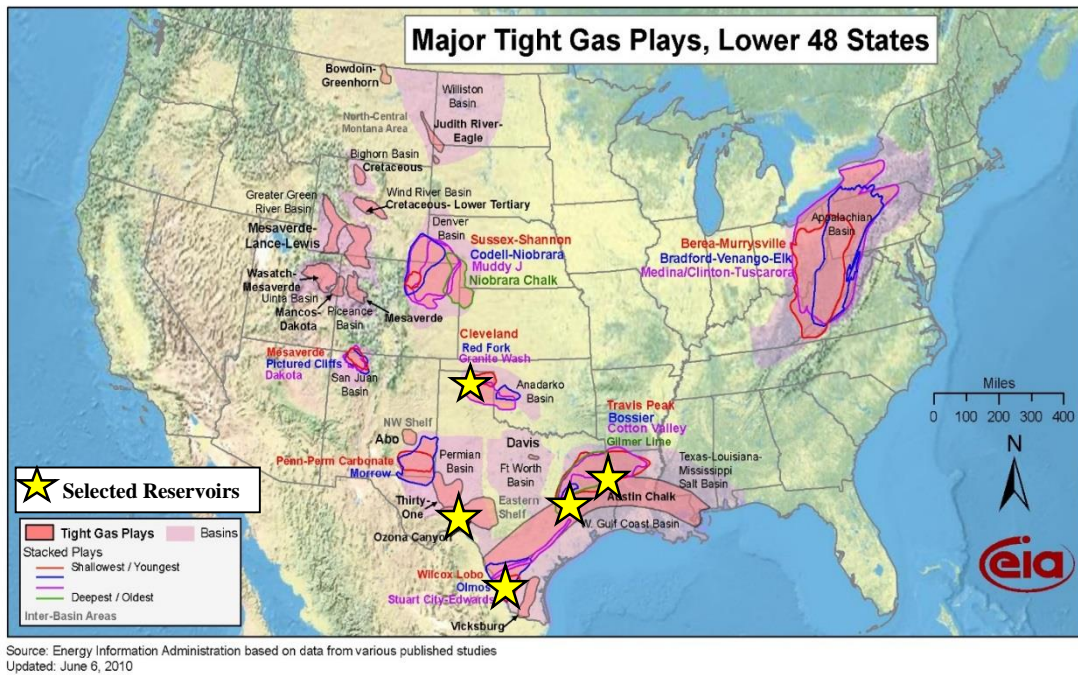 Major Tight Gas Plays, Lower 48 States
Bowdoin-
Greenhorn
Williston
Basin
North-Central
Montana Area
Judith River-
Eagle
Bighorn Basin
Cretaceous
Wind River Basin
Cretaceous- Lower Tertiary
Greater Green
River Basin
Mesaverde-
Lance-Lewis
Denver
Basin
Sussex-Shannon
Codell-Niobrara
Muddy J
Niobrara Chalk
Appalachian
Basin
Berea-Murrysville
Bradford-Venango-Elk
Medina/Clinton-Tuscarora
Wasatch-
Mesaverde
Uinta Basin
Mancos-
Dakota
Piceance
Basin
Mesaverde
Cleveland
Red Fork
Granite Wash
Mesaverde
Pictured Cliffs
Dakota
San Juan
Basin
Anadarko
Basin
Miles
0 100 200 300 400
N
Travis Peak
Bossier
Cotton Valley
Gilmer Lime
NW Shelf
Abo
Penn-Perm Carbonate
Morrow
Permian
Basin
Davis
Ft Worth
Basin
Texas-Louisiana-
Mississippi
Salt Basin
Selected Reservoirs
Thirty-
One
Eastern
Shelf
Austin Chalk
Ozona Canyon
W. Gulf Coast Basin
Tight Gas Plays
Basins
Stacked Plays
Shallowest / Youngest
Deepest / Oldest
Inter-Basin Areas
Wilcox Lobo
Olmos
Stuart City-Edwards
Vicksburg
eia
Source: Energy Information Administration based on data from various published studies
Updated: June 6, 2010